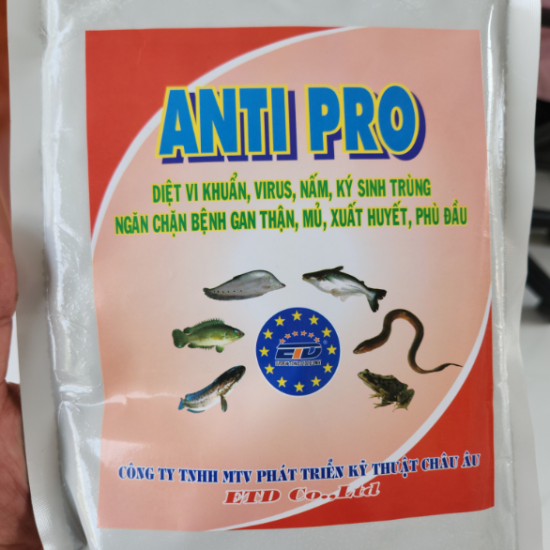 ANTI PRO
DIỆT VI KHUẨN, VIRUS, NẤM, KÝ SINH TRÙNG
NGĂN CHẶN BỆNH GAN THẬN, MỦ, XUẤT HUYẾT, PHÙ ĐẦU
ETD
CÔNG TY TNHH MTV PHÁT TRIỂN KỸ THUẬT CHÂU ÂU
ETD Co.,Ltd